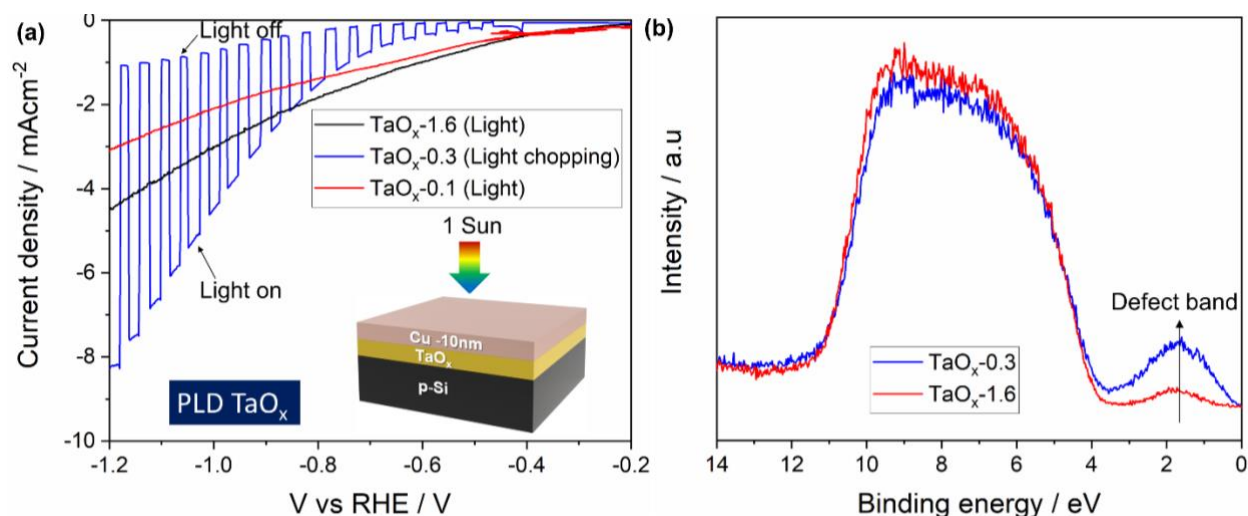 (a)
Light off
Current density / mAcm⁻²
0
-2
-4
-6
-8
-10
TaOₓ-1.6 (Light)
TaOₓ-0.3 (Light chopping)
TaOₓ-0.1 (Light)
1 Sun
Light on
Cu -10nm
TaOₓ
p-Si
PLD TaOₓ
-1.2 -1.0 -0.8 -0.6 -0.4 -0.2
V vs RHE / V
(b)
Intensity / a.u
Defect band
TaOₓ-0.3
TaOₓ-1.6
14 12 10 8 6 4 2 0
Binding energy / eV